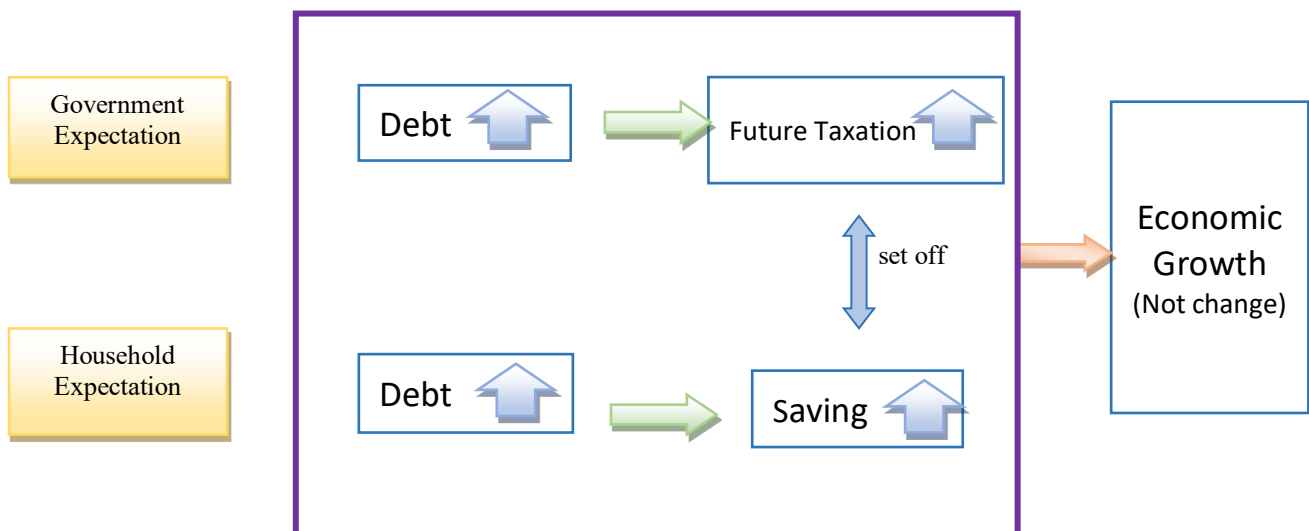 Government
Expectation
Debt
Future Taxation
set off
Economic
Growth
(Not change)
Household
Expectation
Debt
Saving